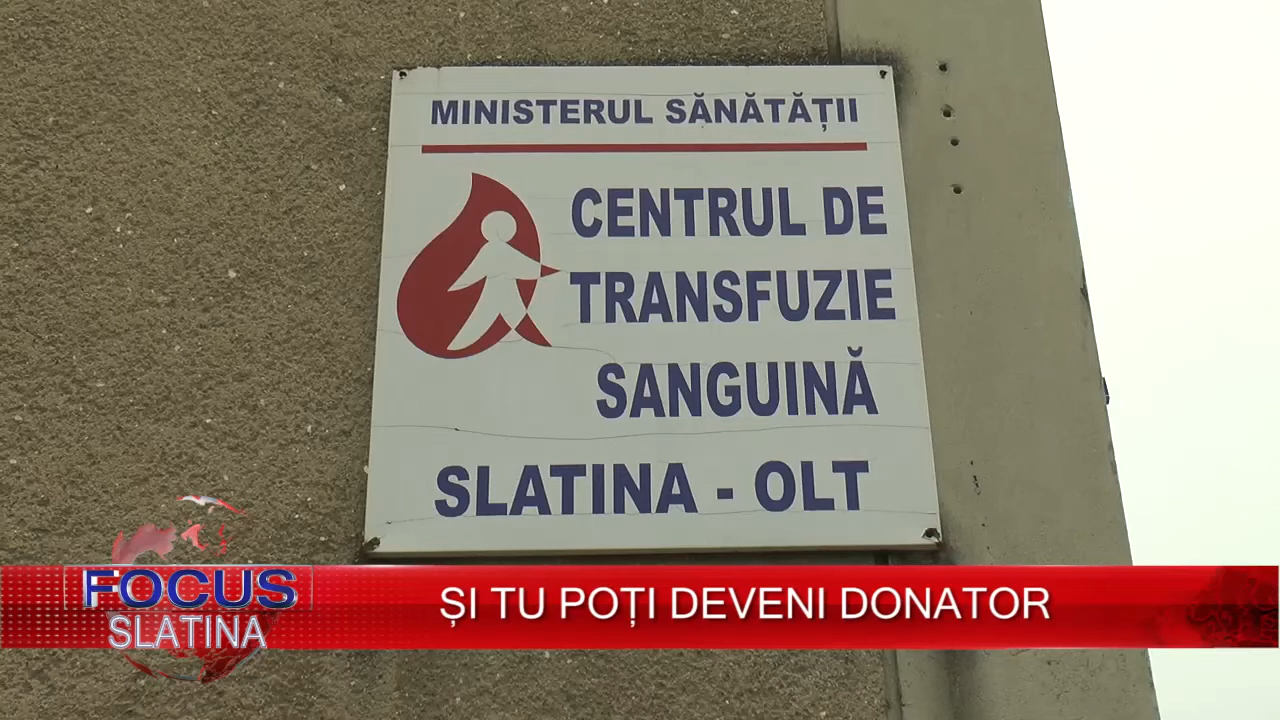 MINISTERUL SĂNĂTĂȚII
CENTRUL DE
TRANSFUZIE
SANGUINĂ
SLATINA - OLT
FOCUS
SLATINA
ȘI TU POȚI DEVENI DONATOR